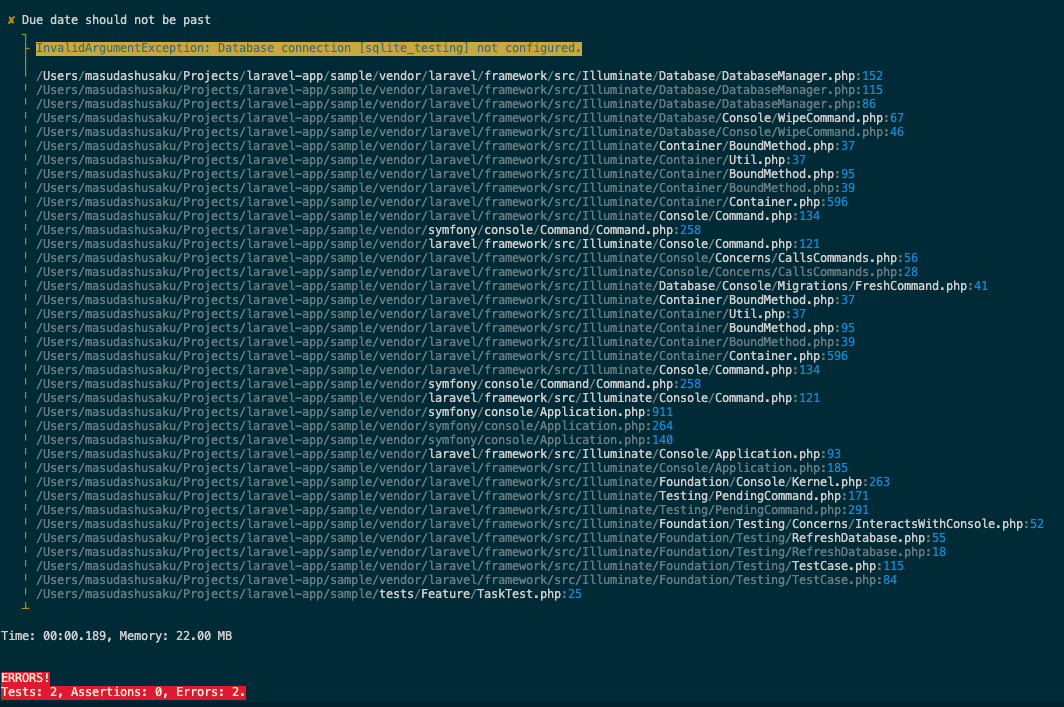 ✘ Due date should not be past
InvalidArgumentException: Database connection [sqlite_testing] not configured.
/Users/masudashusaku/Projects/laravel-app/sample/vendor/laravel/framework/src/Illuminate/Database/DatabaseManager.php:152
/Users/masudashusaku/Projects/laravel-app/sample/vendor/laravel/framework/src/Illuminate/Database/DatabaseManager.php:115
/Users/masudashusaku/Projects/laravel-app/sample/vendor/laravel/framework/src/Illuminate/Database/DatabaseManager.php:86
/Users/masudashusaku/Projects/laravel-app/sample/vendor/laravel/framework/src/Illuminate/Database/Console/WipeCommand.php:67
/Users/masudashusaku/Projects/laravel-app/sample/vendor/laravel/framework/src/Illuminate/Database/Console/WipeCommand.php:46
/Users/masudashusaku/Projects/laravel-app/sample/vendor/laravel/framework/src/Illuminate/Container/BoundMethod.php:37
/Users/masudashusaku/Projects/laravel-app/sample/vendor/laravel/framework/src/Illuminate/Container/Util.php:37
/Users/masudashusaku/Projects/laravel-app/sample/vendor/laravel/framework/src/Illuminate/Container/BoundMethod.php:95
/Users/masudashusaku/Projects/laravel-app/sample/vendor/laravel/framework/src/Illuminate/Container/BoundMethod.php:39
/Users/masudashusaku/Projects/laravel-app/sample/vendor/laravel/framework/src/Illuminate/Container/Container.php:596
/Users/masudashusaku/Projects/laravel-app/sample/vendor/laravel/framework/src/Illuminate/Console/Command.php:134
/Users/masudashusaku/Projects/laravel-app/sample/vendor/symfony/console/Command/Command.php:258
/Users/masudashusaku/Projects/laravel-app/sample/vendor/laravel/framework/src/Illuminate/Console/Command.php:121
/Users/masudashusaku/Projects/laravel-app/sample/vendor/laravel/framework/src/Illuminate/Console/Concerns/CallsCommands.php:56
/Users/masudashusaku/Projects/laravel-app/sample/vendor/laravel/framework/src/Illuminate/Console/Concerns/CallsCommands.php:28
/Users/masudashusaku/Projects/laravel-app/sample/vendor/laravel/framework/src/Illuminate/Database/Console/Migrations/FreshCommand.php:41
/Users/masudashusaku/Projects/laravel-app/sample/vendor/laravel/framework/src/Illuminate/Container/BoundMethod.php:37
/Users/masudashusaku/Projects/laravel-app/sample/vendor/laravel/framework/src/Illuminate/Container/Util.php:37
/Users/masudashusaku/Projects/laravel-app/sample/vendor/laravel/framework/src/Illuminate/Container/BoundMethod.php:95
/Users/masudashusaku/Projects/laravel-app/sample/vendor/laravel/framework/src/Illuminate/Container/BoundMethod.php:39
/Users/masudashusaku/Projects/laravel-app/sample/vendor/laravel/framework/src/Illuminate/Container/Container.php:596
/Users/masudashusaku/Projects/laravel-app/sample/vendor/laravel/framework/src/Illuminate/Console/Command.php:134
/Users/masudashusaku/Projects/laravel-app/sample/vendor/symfony/console/Command/Command.php:258
/Users/masudashusaku/Projects/laravel-app/sample/vendor/laravel/framework/src/Illuminate/Console/Command.php:121
/Users/masudashusaku/Projects/laravel-app/sample/vendor/symfony/console/Application.php:911
/Users/masudashusaku/Projects/laravel-app/sample/vendor/symfony/console/Application.php:264
/Users/masudashusaku/Projects/laravel-app/sample/vendor/symfony/console/Application.php:140
/Users/masudashusaku/Projects/laravel-app/sample/vendor/laravel/framework/src/Illuminate/Console/Application.php:93
/Users/masudashusaku/Projects/laravel-app/sample/vendor/laravel/framework/src/Illuminate/Console/Application.php:185
/Users/masudashusaku/Projects/laravel-app/sample/vendor/laravel/framework/src/Illuminate/Foundation/Console/Kernel.php:263
/Users/masudashusaku/Projects/laravel-app/sample/vendor/laravel/framework/src/Illuminate/Testing/PendingCommand.php:171
/Users/masudashusaku/Projects/laravel-app/sample/vendor/laravel/framework/src/Illuminate/Testing/PendingCommand.php:291
/Users/masudashusaku/Projects/laravel-app/sample/vendor/laravel/framework/src/Illuminate/Foundation/Testing/Concerns/InteractsWithConsole.php:52
/Users/masudashusaku/Projects/laravel-app/sample/vendor/laravel/framework/src/Illuminate/Foundation/Testing/RefreshDatabase.php:55
/Users/masudashusaku/Projects/laravel-app/sample/vendor/laravel/framework/src/Illuminate/Foundation/Testing/RefreshDatabase.php:18
/Users/masudashusaku/Projects/laravel-app/sample/vendor/laravel/framework/src/Illuminate/Foundation/Testing/TestCase.php:115
/Users/masudashusaku/Projects/laravel-app/sample/vendor/laravel/framework/src/Illuminate/Foundation/Testing/TestCase.php:84
/Users/masudashusaku/Projects/laravel-app/sample/tests/Feature/TaskTest.php:25
Time: 00:00.189, Memory: 22.00 MB
ERRORS!
Tests: 2, Assertions: 0, Errors: 2.